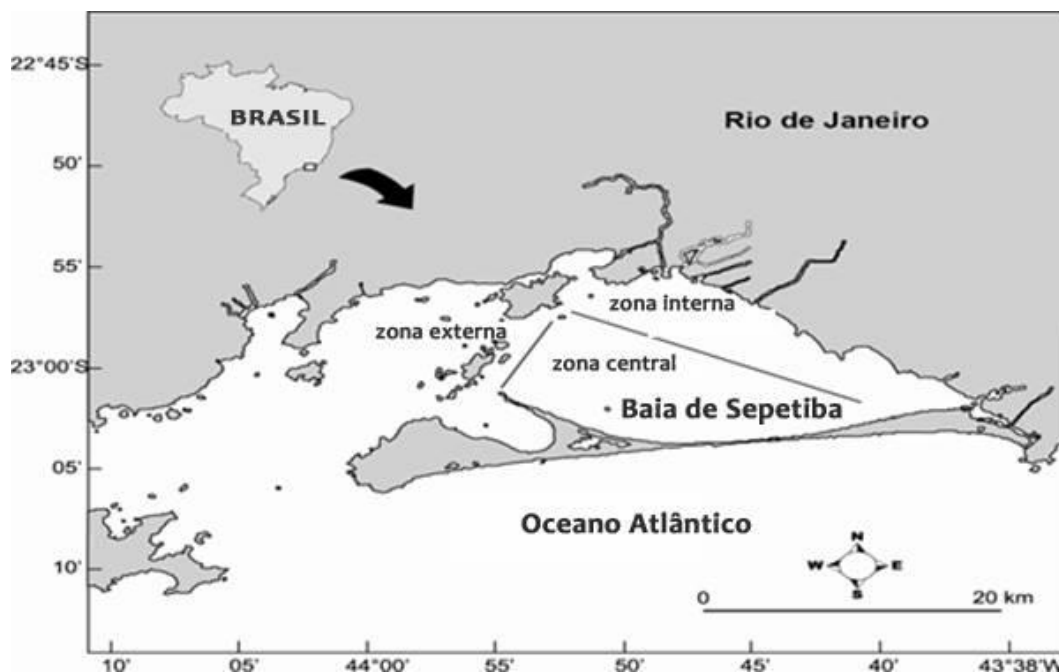 22°45'S
BRASIL
Rio de Janeiro
50'
55'
zona interna
zona externa
23°00'S
zona central
Baia de Sepetiba
05'
Oceano Atlântico
N
W E
S
10'
0 20 km
10' 05' 44°00' 55' 50' 45' 40' 43°38'